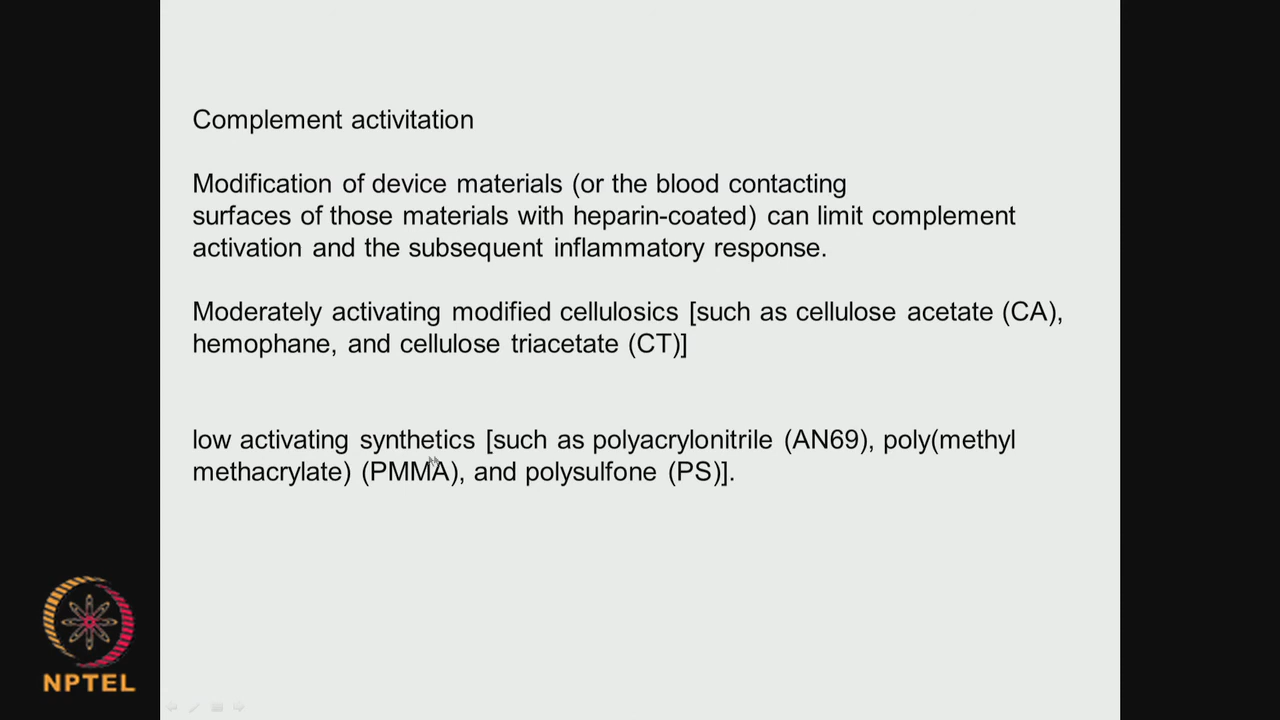 Complement activitation
Modification of device materials (or the blood contacting
surfaces of those materials with heparin-coated) can limit complement
activation and the subsequent inflammatory response.
Moderately activating modified cellulosics [such as cellulose acetate (CA),
hemophane, and cellulose triacetate (CT)]
low activating synthetics [such as polyacrylonitrile (AN69), poly(methyl
methacrylate) (PMMA), and polysulfone (PS)].
NPTEL